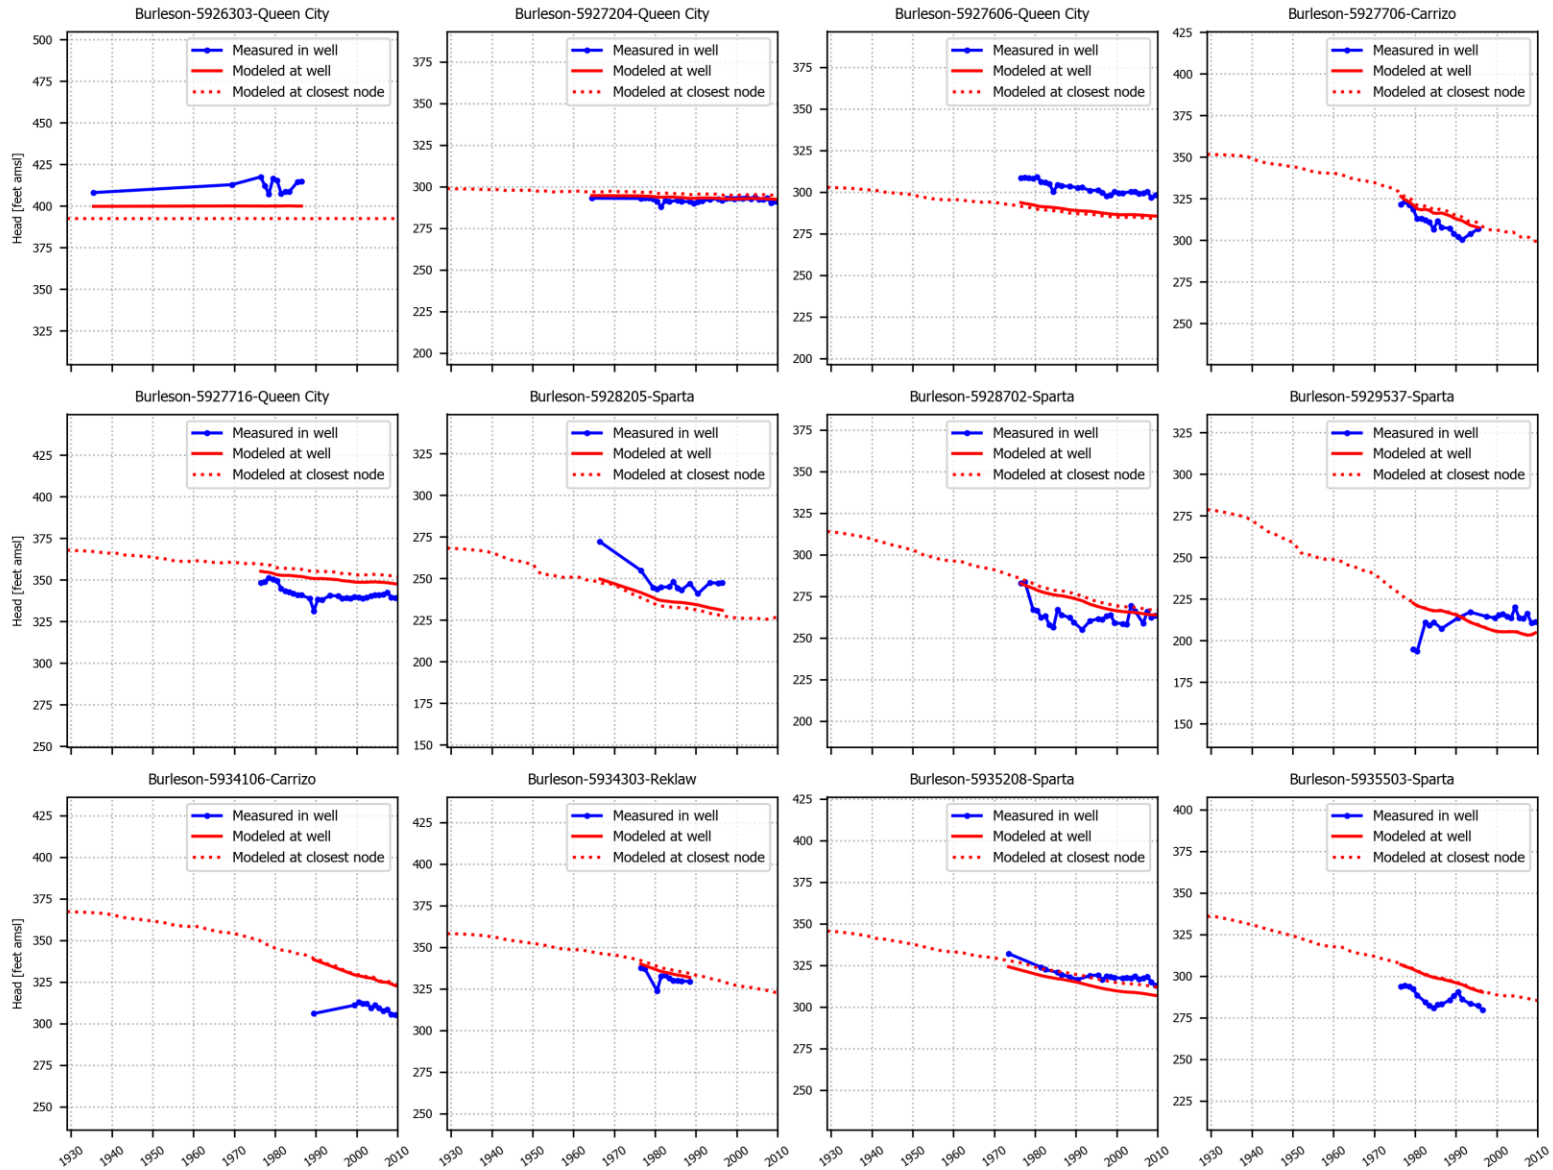 Burleson-5926303-Queen City
Burleson-5927204-Queen City
Burleson-5927606-Queen City
Burleson-5927706-Carrizo
Head [feet amsl]
500
475
450
425
400
375
350
325
Measured in well
Modeled at well
Modeled at closest node
375
350
325
300
275
250
225
200
Measured in well
Modeled at well
Modeled at closest node
375
350
325
300
275
250
225
200
Measured in well
Modeled at well
Modeled at closest node
425
400
375
350
325
300
275
250
Measured in well
Modeled at well
Modeled at closest node
Burleson-5927716-Queen City
Burleson-5928205-Sparta
Burleson-5928702-Sparta
Burleson-5929537-Sparta
Head [feet amsl]
425
400
375
350
325
300
275
250
Measured in well
Modeled at well
Modeled at closest node
325
300
275
250
225
200
175
150
Measured in well
Modeled at well
Modeled at closest node
375
350
325
300
275
250
225
200
Measured in well
Modeled at well
Modeled at closest node
325
300
275
250
225
200
175
150
Measured in well
Modeled at well
Modeled at closest node
Burleson-5934106-Carrizo
Burleson-5934303-Reklaw
Burleson-5935208-Sparta
Burleson-5935503-Sparta
Head [feet amsl]
425
400
375
350
325
300
275
250
Measured in well
Modeled at well
Modeled at closest node
425
400
375
350
325
300
275
250
Measured in well
Modeled at well
Modeled at closest node
425
400
375
350
325
300
275
250
Measured in well
Modeled at well
Modeled at closest node
400
375
350
325
300
275
250
225
Measured in well
Modeled at well
Modeled at closest node
1930 1940 1950 1960 1970 1980 1990 2000 2010
1930 1940 1950 1960 1970 1980 1990 2000 2010
1930 1940 1950 1960 1970 1980 1990 2000 2010
1930 1940 1950 1960 1970 1980 1990 2000 2010